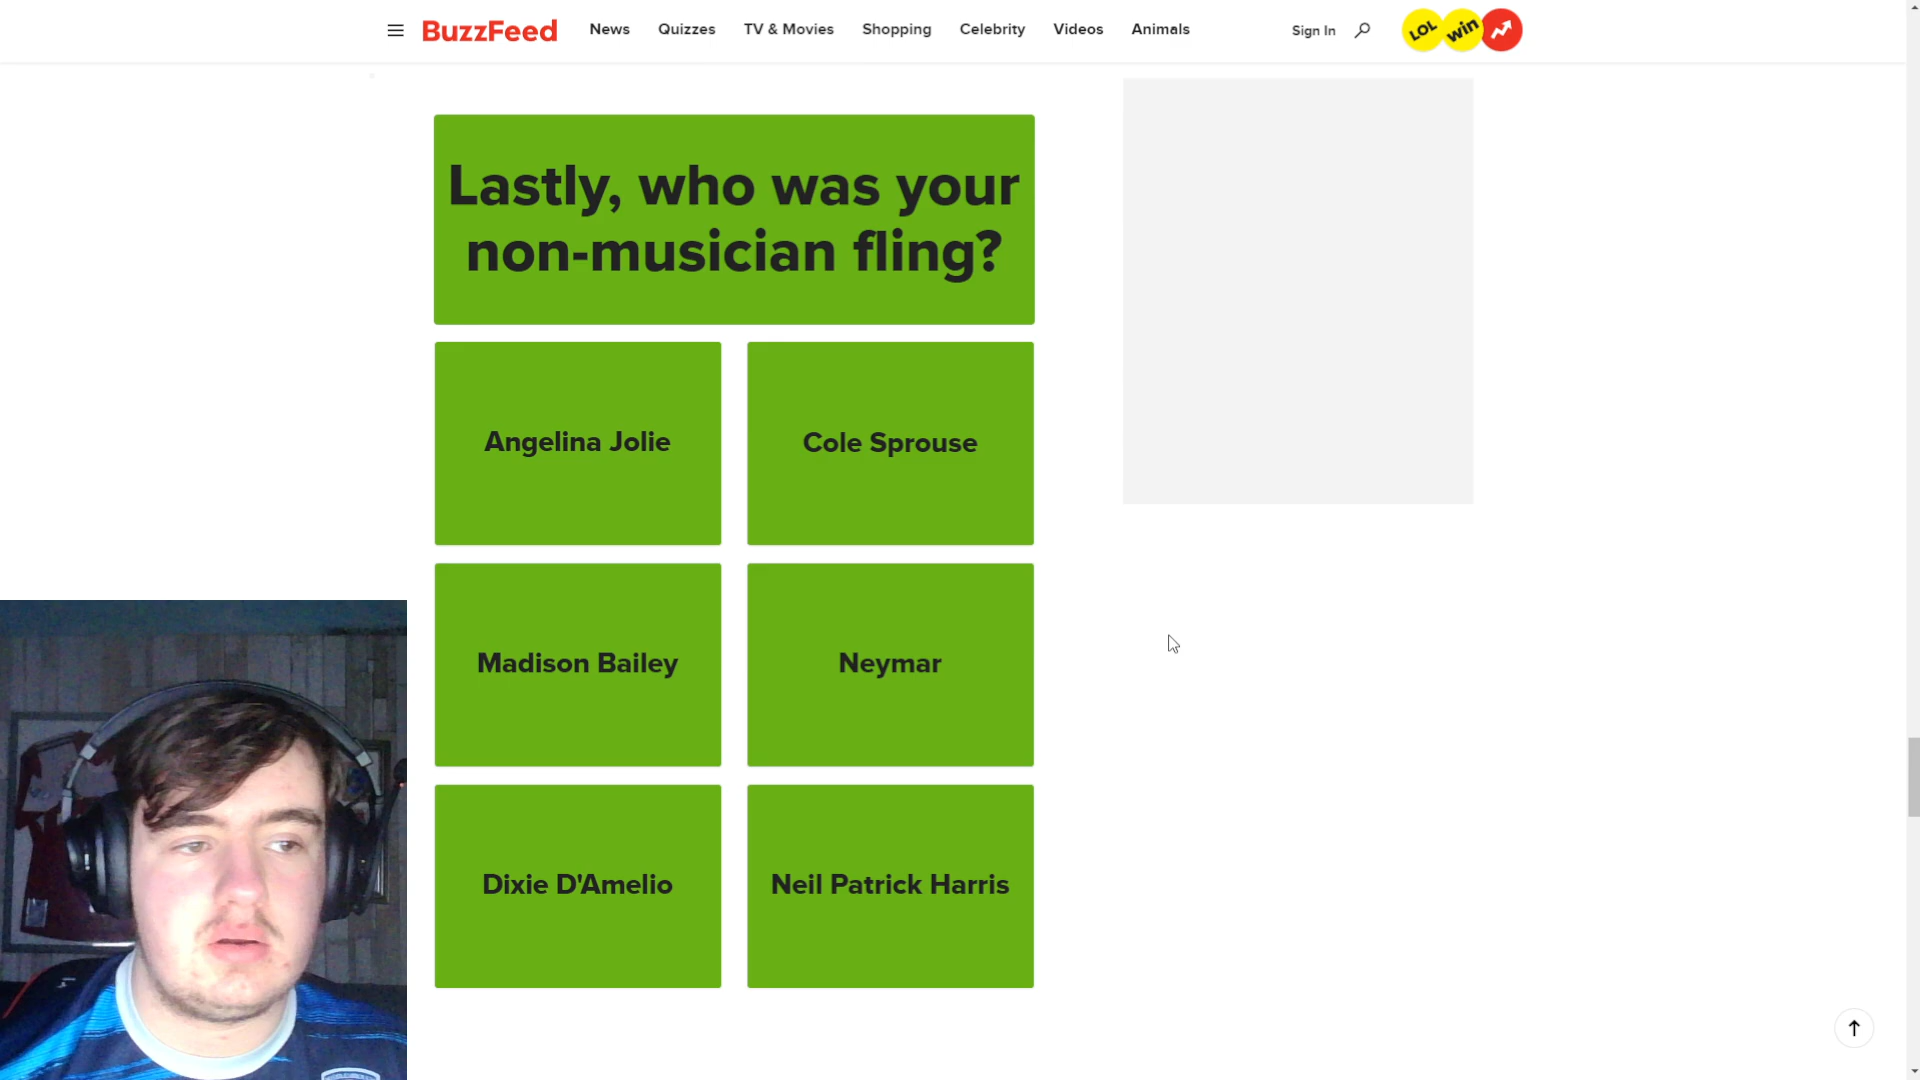 BuzzFeed
News
Quizzes
TV & Movies
Shopping
Celebrity
Videos
Animals
Sign In
LOL
win
Lastly, who was your
non-musician fling?
Angelina Jolie
Cole Sprouse
Madison Bailey
Neymar
Dixie D'Amelio
Neil Patrick Harris